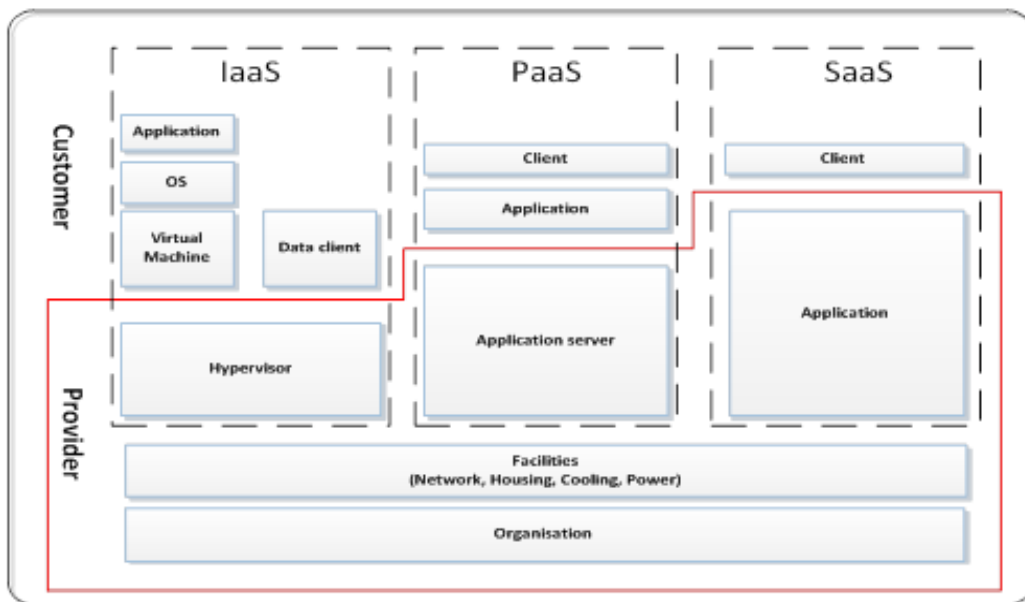 IaaS
PaaS
SaaS
Customer
Application
OS
Virtual
Machine
Data client
Client
Application
Client
Provider
Hypervisor
Application server
Application
Facilities
(Network, Housing, Cooling, Power)
Organisation